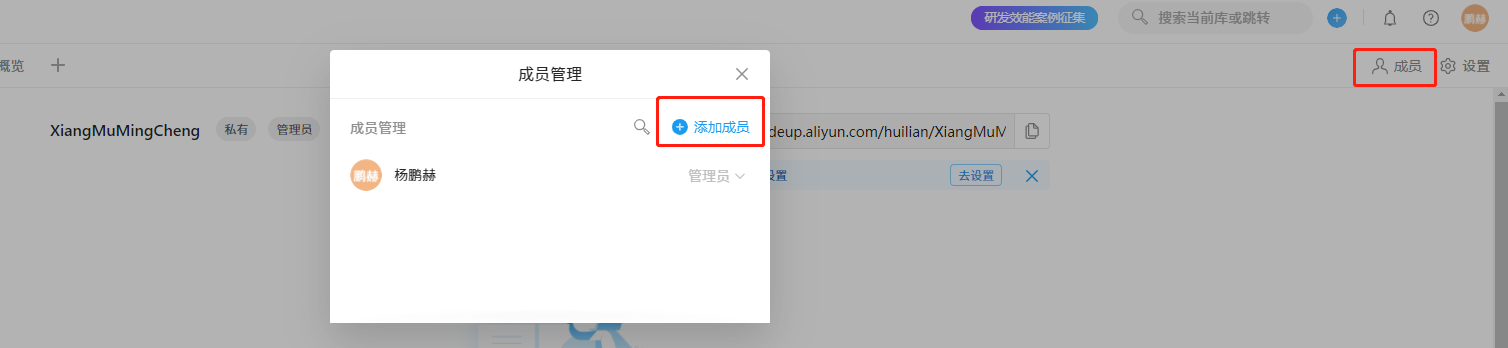 研发效能案例征集
搜索当前库或跳转
鹏赫
概览
成员
设置
成员管理
XiangMuMingCheng
私有
管理员
成员管理
添加成员
deup.aliyun.com/huilian/XiangMuM
鹏赫
杨鹏赫
管理员
设置
去设置